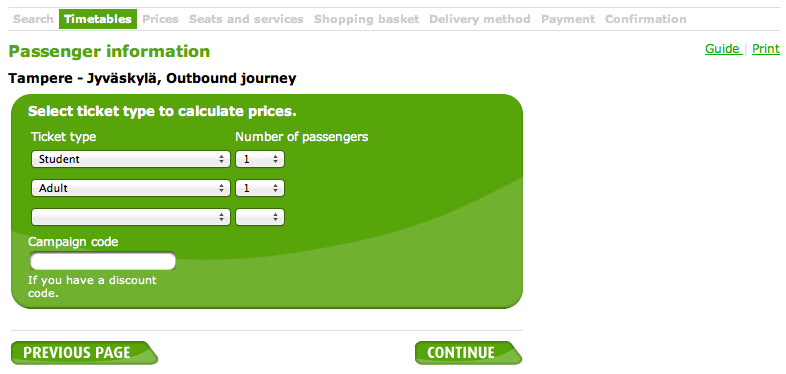 Search Timetables Prices Seats and services Shopping basket Delivery method Payment Confirmation
Passenger information
Guide | Print
Tampere - Jyväskylä, Outbound journey
Select ticket type to calculate prices.
Ticket type Number of passengers
Student 1
Adult 1
Campaign code
If you have a discount
code.
PREVIOUS PAGE CONTINUE